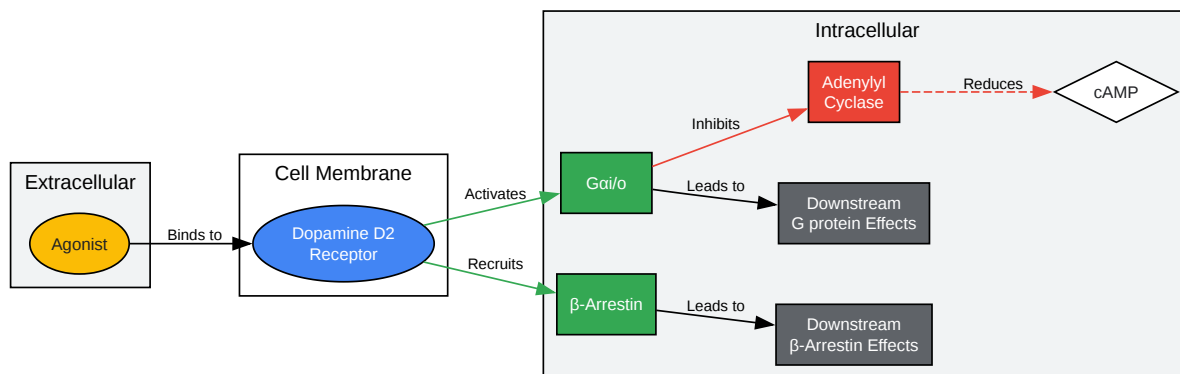 Extracellular
Agonist
Binds to
Cell Membrane
Dopamine D2
Receptor
Activates
Recruits
Intracellular
Gαi/o
Inhibits
Adenylyl
Cyclase
Reduces
cAMP
Leads to
Downstream
G protein Effects
β-Arrestin
Leads to
Downstream
β-Arrestin Effects